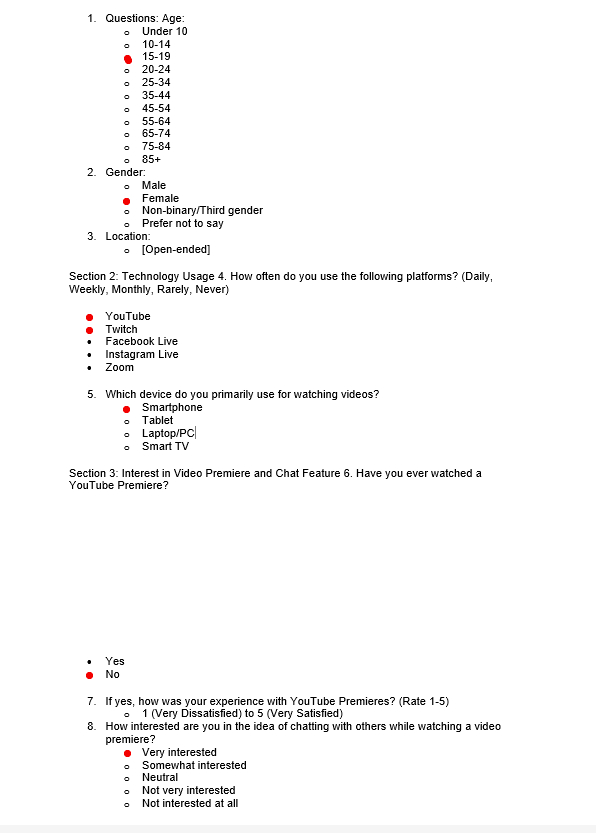 1. Questions: Age:
o Under 10
o 10-14
15-19
o 20-24
o 25-34
o 35-44
o 45-54
o 55-64
o 65-74
o 75-84
o 85+
2. Gender:
o Male
Female
o Non-binary/Third gender
o Prefer not to say
3. Location:
o [Open-ended]
Section 2: Technology Usage 4. How often do you use the following platforms? (Daily,
Weekly, Monthly, Rarely, Never)
YouTube
Twitch
• Facebook Live
• Instagram Live
• Zoom
5. Which device do you primarily use for watching videos?
Smartphone
o Tablet
o Laptop/PC
o Smart TV
Section 3: Interest in Video Premiere and Chat Feature 6. Have you ever watched a
YouTube Premiere?
• Yes
No
7. If yes, how was your experience with YouTube Premieres? (Rate 1-5)
o 1 (Very Dissatisfied) to 5 (Very Satisfied)
8. How interested are you in the idea of chatting with others while watching a video
premiere?
Very interested
o Somewhat interested
o Neutral
o Not very interested
o Not interested at all